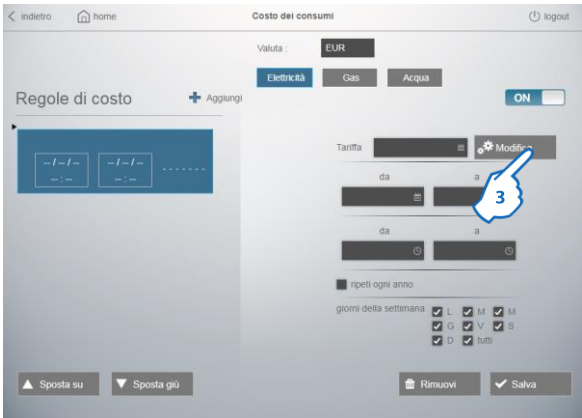 indietro home Costo dei consumi logout
Valuta : EUR
Elettricità Gas Acqua
Regole di costo Aggiungi
ON
Tariffa Modifica
-- / -- / -- -- / -- / --
-- : -- -- : -- - - - - - - -
da a
3
da a
ripeti ogni anno
giorni della settimana L M M
G V S
D tutti
Sposta su Sposta giù Rimuovi Salva